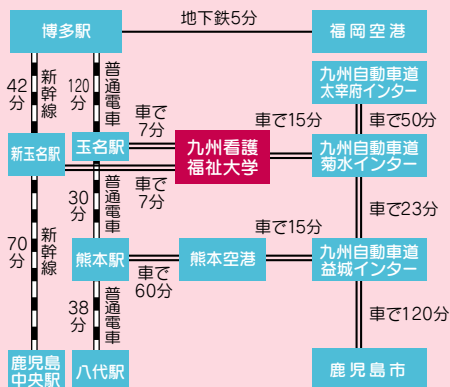 地下鉄5分
博多駅
福岡空港
42分
新幹線
120分
普通電車
車で
7分
車で15分
九州自動車道
太宰府インター
車で50分
新玉名駅
玉名駅
九州看護
福祉大学
九州自動車道
菊水インター
車で
7分
30分
普通電車
車で23分
70分
新幹線
車で15分
熊本駅
車で
60分
熊本空港
九州自動車道
益城インター
38分
普通電車
車で120分
鹿児島
中央駅
八代駅
鹿児島市